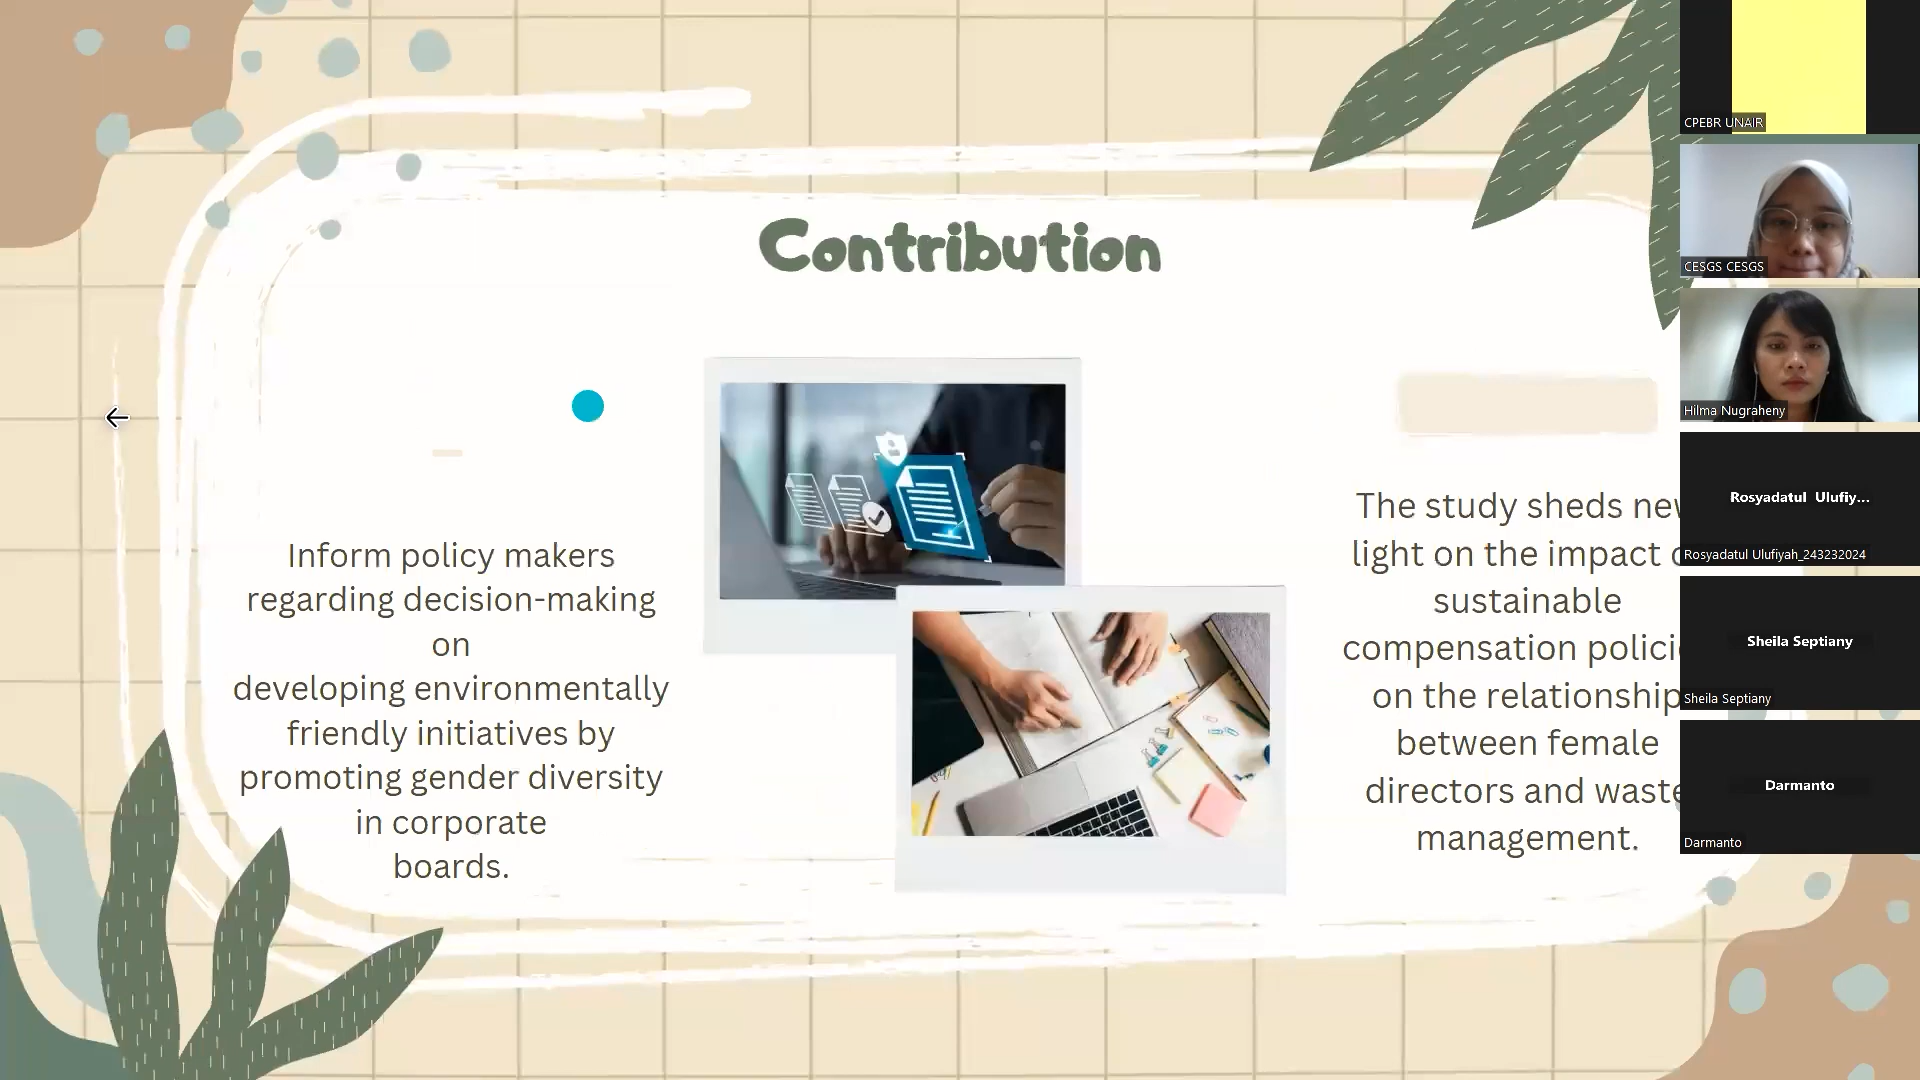 Contribution
Inform policy makers
regarding decision-making
on
developing environmentally
friendly initiatives by
promoting gender diversity
in corporate
boards.
The study sheds new
light on the impact
sustainable
compensation
on the relationship
between female
directors and waste
management.
CPEBR UNAIR
CESGS CESGS
Hilma Nugraheny
Rosyadatul Ulufiy...
Rosyadatul Ulufiyah_243232024
Sheila Septiany
Sheila Septiany
Darmanto
Darmanto